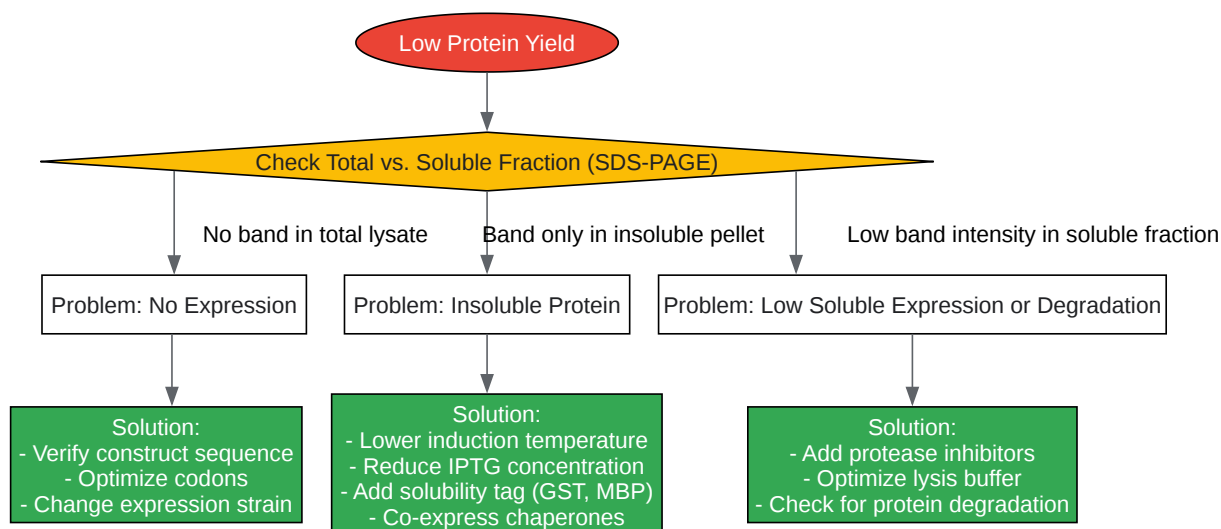 Low Protein Yield
Check Total vs. Soluble Fraction (SDS-PAGE)
No band in total lysate
Band only in insoluble pellet
Low band intensity in soluble fraction
Problem: No Expression
Problem: Insoluble Protein
Problem: Low Soluble Expression or Degradation
Solution:
- Verify construct sequence
- Optimize codons
- Change expression strain
Solution:
- Lower induction temperature
- Reduce IPTG concentration
- Add solubility tag (GST, MBP)
- Co-express chaperones
Solution:
- Add protease inhibitors
- Optimize lysis buffer
- Check for protein degradation